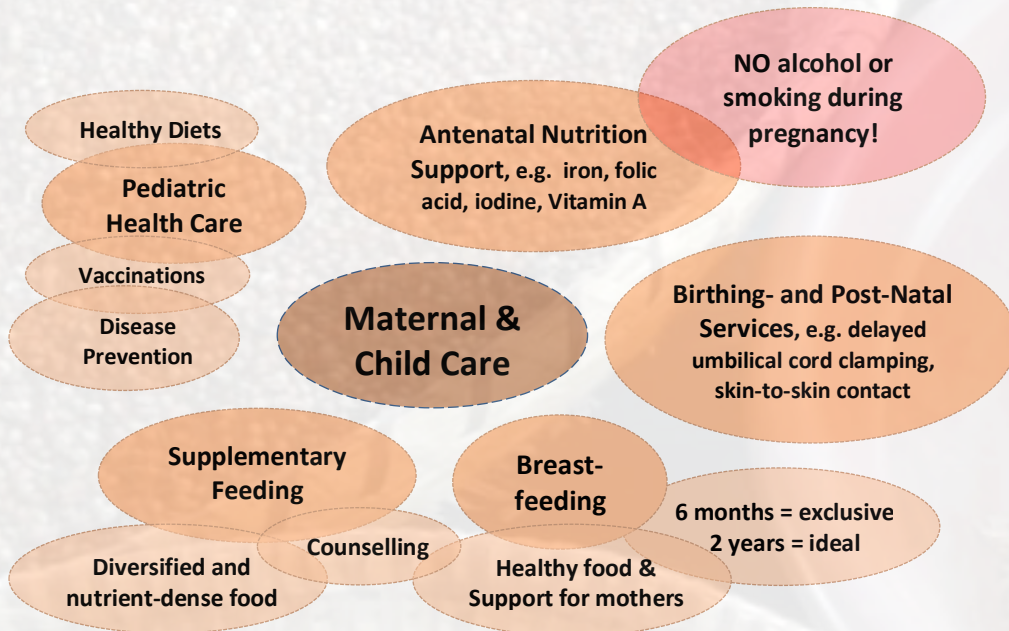 NO alcohol or
smoking during
pregnancy!
Antenatal Nutrition
Support, e.g. iron, folic
acid, iodine, Vitamin A
Healthy Diets
Pediatric
Health Care
Vaccinations
Disease
Prevention
Maternal &
Child Care
Birthing- and Post-Natal
Services, e.g. delayed
umbilical cord clamping,
skin-to-skin contact
Supplementary
Feeding
Counselling
Diversified and
nutrient-dense food
Breast-
feeding
6 months = exclusive
2 years = ideal
Healthy food &
Support for mothers